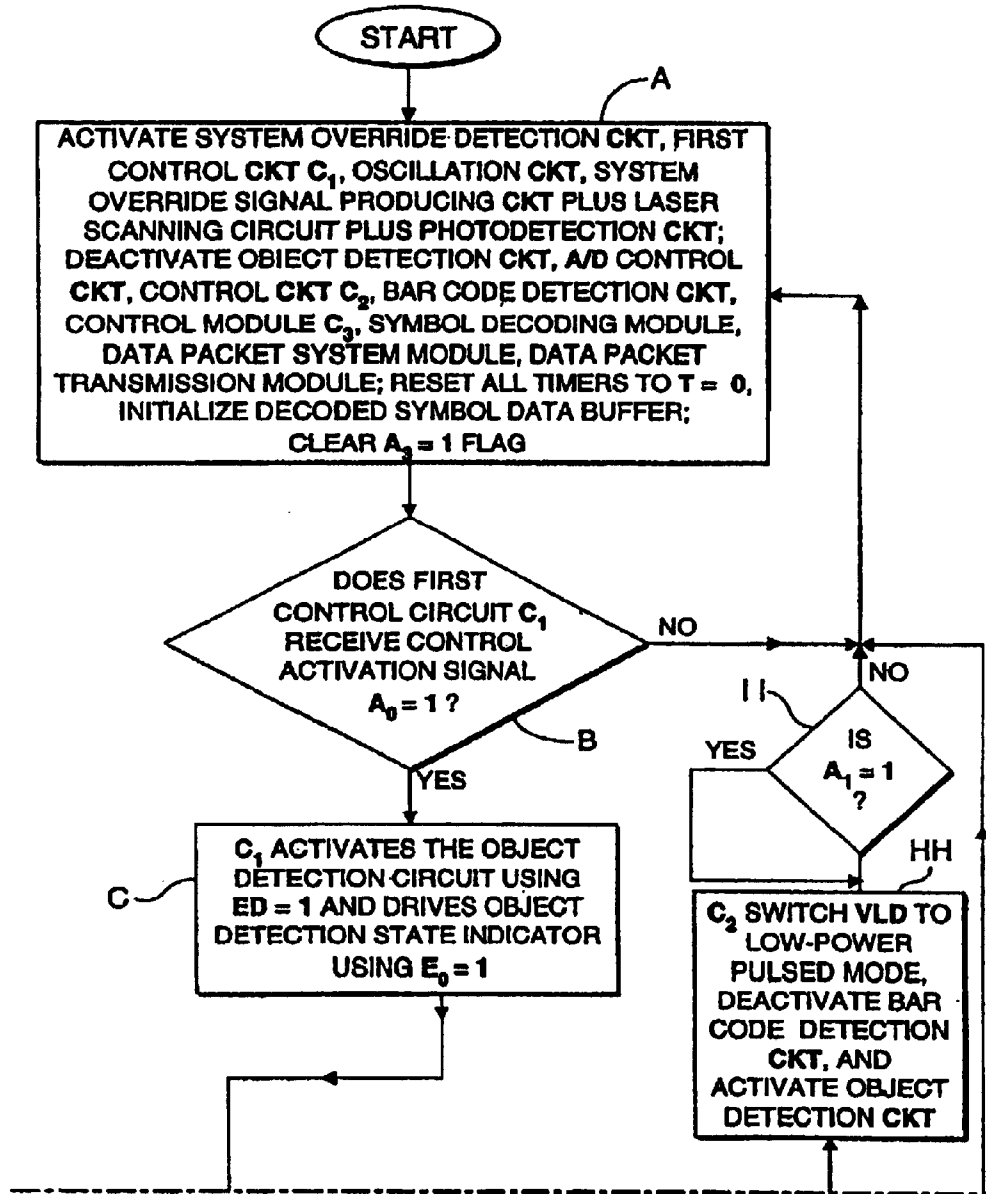 START
A
ACTIVATE SYSTEM OVERRIDE DETECTION CKT, FIRST
CONTROL CKT C₁, OSCILLATION CKT, SYSTEM
OVERRIDE SIGNAL PRODUCING CKT PLUS LASER
SCANNING CIRCUIT PLUS PHOTODETECTION CKT;
DEACTIVATE OBJECT DETECTION CKT, A/D CONTROL
CKT, CONTROL CKT C₂, BAR CODE DETECTION CKT,
CONTROL MODULE C₃, SYMBOL DECODING MODULE,
DATA PACKET SYSTEM MODULE, DATA PACKET
TRANSMISSION MODULE; RESET ALL TIMERS TO T = 0,
INITIALIZE DECODED SYMBOL DATA BUFFER;
CLEAR A₃ = 1 FLAG
DOES FIRST
CONTROL CIRCUIT C₁
RECEIVE CONTROL
ACTIVATION SIGNAL
A₀ = 1 ?
NO
B
YES
NO
II
YES
IS
A₁ = 1
?
C
C₁ ACTIVATES THE OBJECT
DETECTION CIRCUIT USING
ED = 1 AND DRIVES OBJECT
DETECTION STATE INDICATOR
USING E₀ = 1
HH
C₂ SWITCH VLD TO
LOW-POWER
PULSED MODE,
DEACTIVATE BAR
CODE DETECTION
CKT, AND
ACTIVATE OBJECT
DETECTION CKT